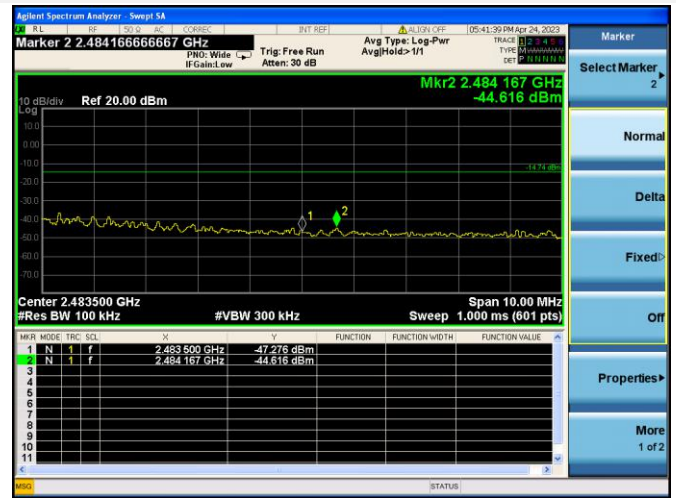 Agilent Spectrum Analyzer - Swept SA
RL RF 50 Ω AC CORREC INT REF ALIGN OFF 05:41:39 PM Apr 24, 2023
Marker 2 2.484166666667 GHz
PNO: Wide
IFGain:Low
Trig: Free Run
Atten: 30 dB
Avg Type: Log-Pwr
Avg|Hold>1/1
TRACE 1 2 3 4 5 6
TYPE M
DET P N N N N N
Mkr2 2.484 167 GHz
-44.616 dBm
10 dB/div Ref 20.00 dBm
Log
10.0
0.00
-10.0
-14.74 dBm
-20.0
-30.0
-40.0
-50.0
-60.0
-70.0
1
2
Center 2.483500 GHz Span 10.00 MHz
#Res BW 100 kHz #VBW 300 kHz Sweep 1.000 ms (601 pts)
MKR MODE TRC SCL X Y FUNCTION FUNCTION WIDTH FUNCTION VALUE
1 N 1 f 2.483 500 GHz -47.276 dBm
2 N 1 f 2.484 167 GHz -44.616 dBm
3
4
5
6
7
8
9
10
11
MSG STATUS
Marker
Select Marker
2
Normal
Delta
Fixed
Off
Properties
More
1 of 2